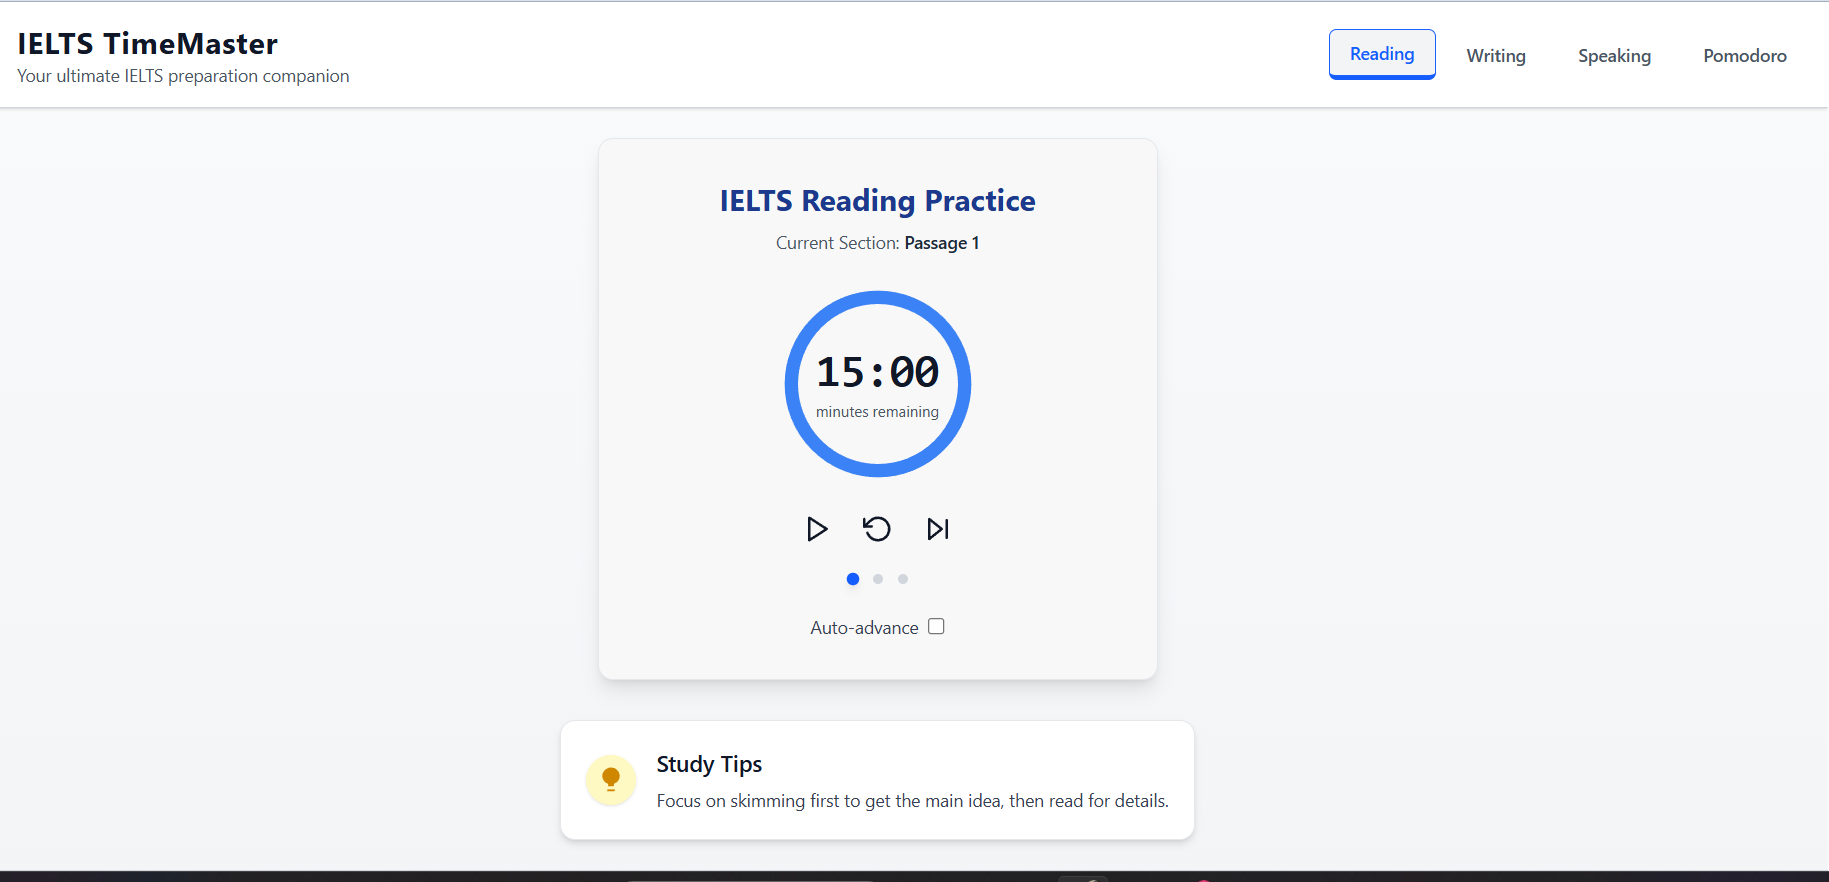 IELTS TimeMaster
Your ultimate IELTS preparation companion
Reading
Writing
Speaking
Pomodoro
IELTS Reading Practice
Current Section: Passage 1
15:00
minutes remaining
Auto-advance
Study Tips
Focus on skimming first to get the main idea, then read for details.